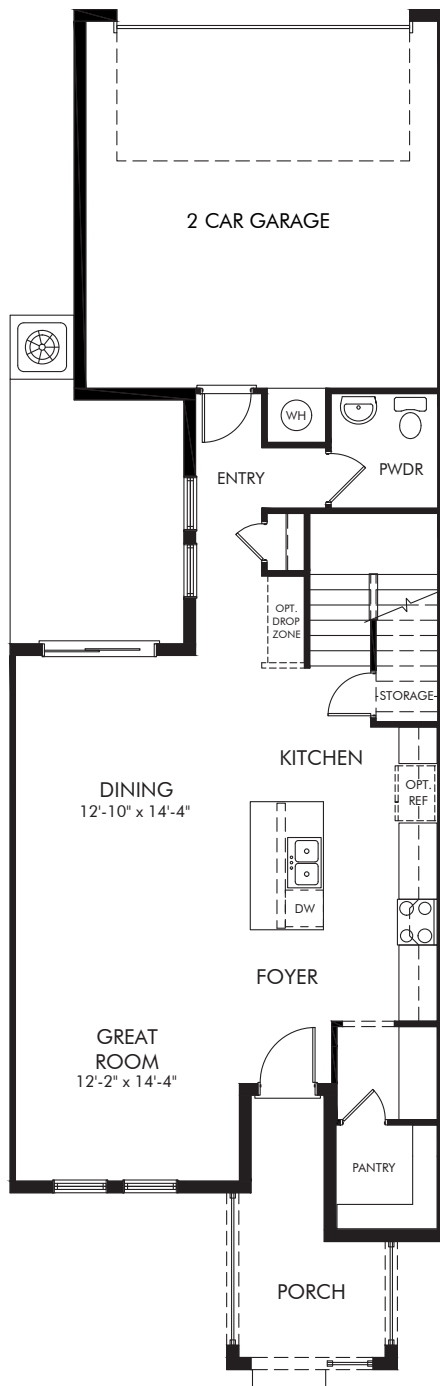 2 CAR GARAGE
WH
ENTRY
PWDR
OPT.
DROP
ZONE
STORAGE
KITCHEN
DINING
12'-10" x 14'-4"
OPT.
REF
DW
FOYER
GREAT
ROOM
12'-2" x 14'-4"
PANTRY
PORCH